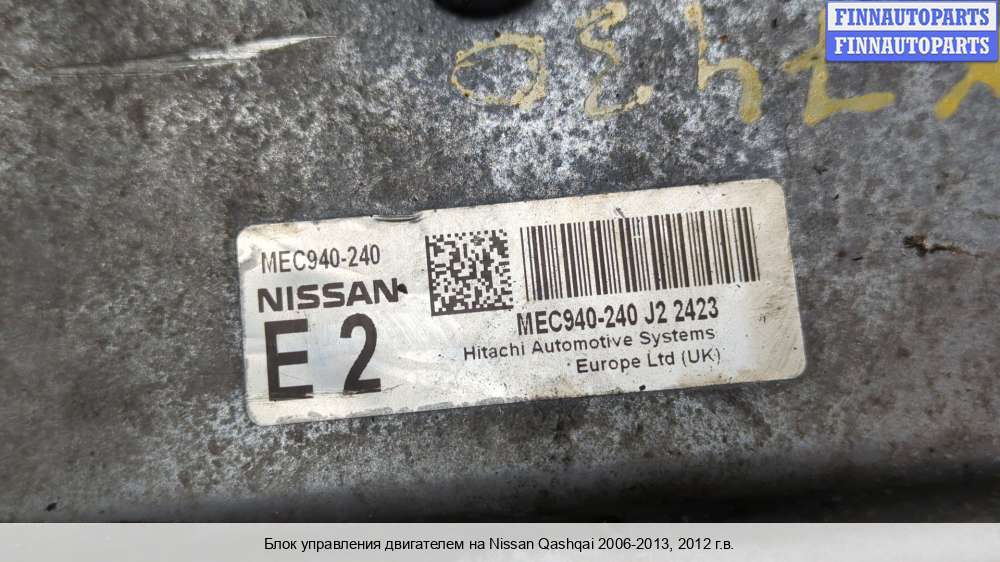 FINNAUTOPARTS
FINNAUTOPARTS
MEC940-240
NISSAN
E 2
MEC940-240 J2 2423
Hitachi Automotive Systems
Europe Ltd (UK)
Блок управления двигателем на Nissan Qashqai 2006-2013, 2012 г.в.